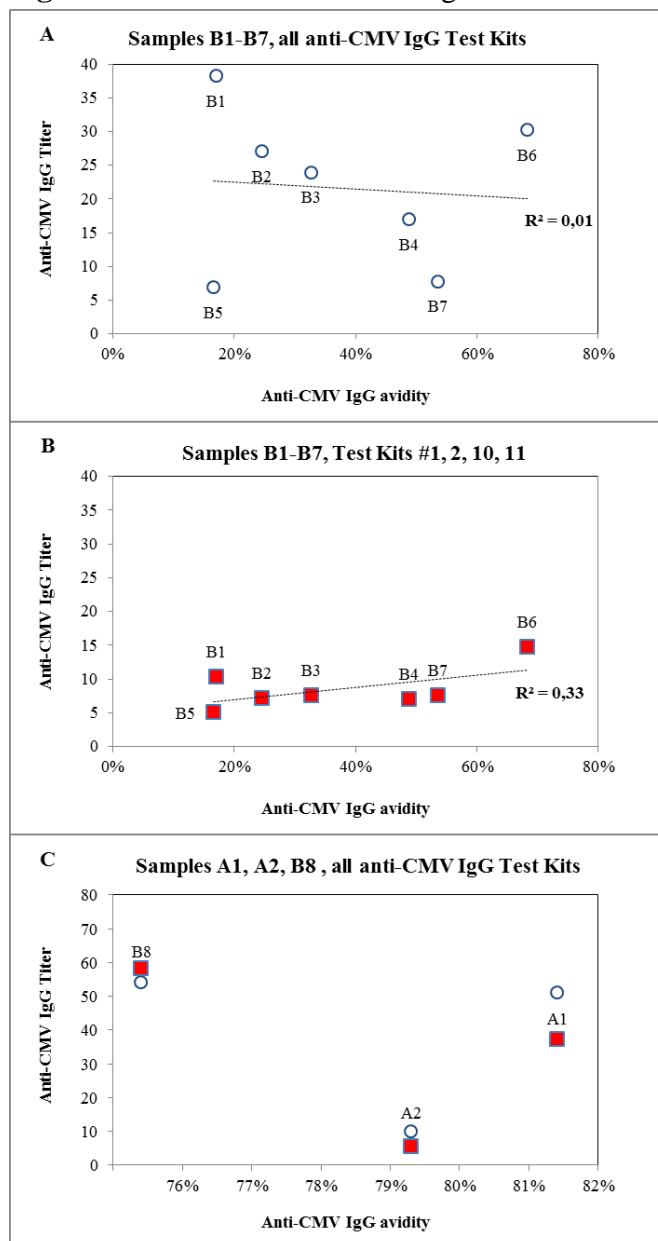 A
Samples B1-B7, all anti-CMV IgG Test Kits
Anti-CMV IgG Titer
40
35
30
25
20
15
10
5
0
B1
B2
B3
B4
B5
B6
B7
R² = 0,01
0% 20% 40% 60% 80%
Anti-CMV IgG avidity
B
Samples B1-B7, Test Kits #1, 2, 10, 11
Anti-CMV IgG Titer
40
35
30
25
20
15
10
5
0
B1
B2
B3
B4
B5
B6
B7
R² = 0,33
0% 20% 40% 60% 80%
Anti-CMV IgG avidity
C
Samples A1, A2, B8 , all anti-CMV IgG Test Kits
Anti-CMV IgG Titer
80
70
60
50
40
30
20
10
0
B8
A2
A1
76% 77% 78% 79% 80% 81% 82%
Anti-CMV IgG avidity